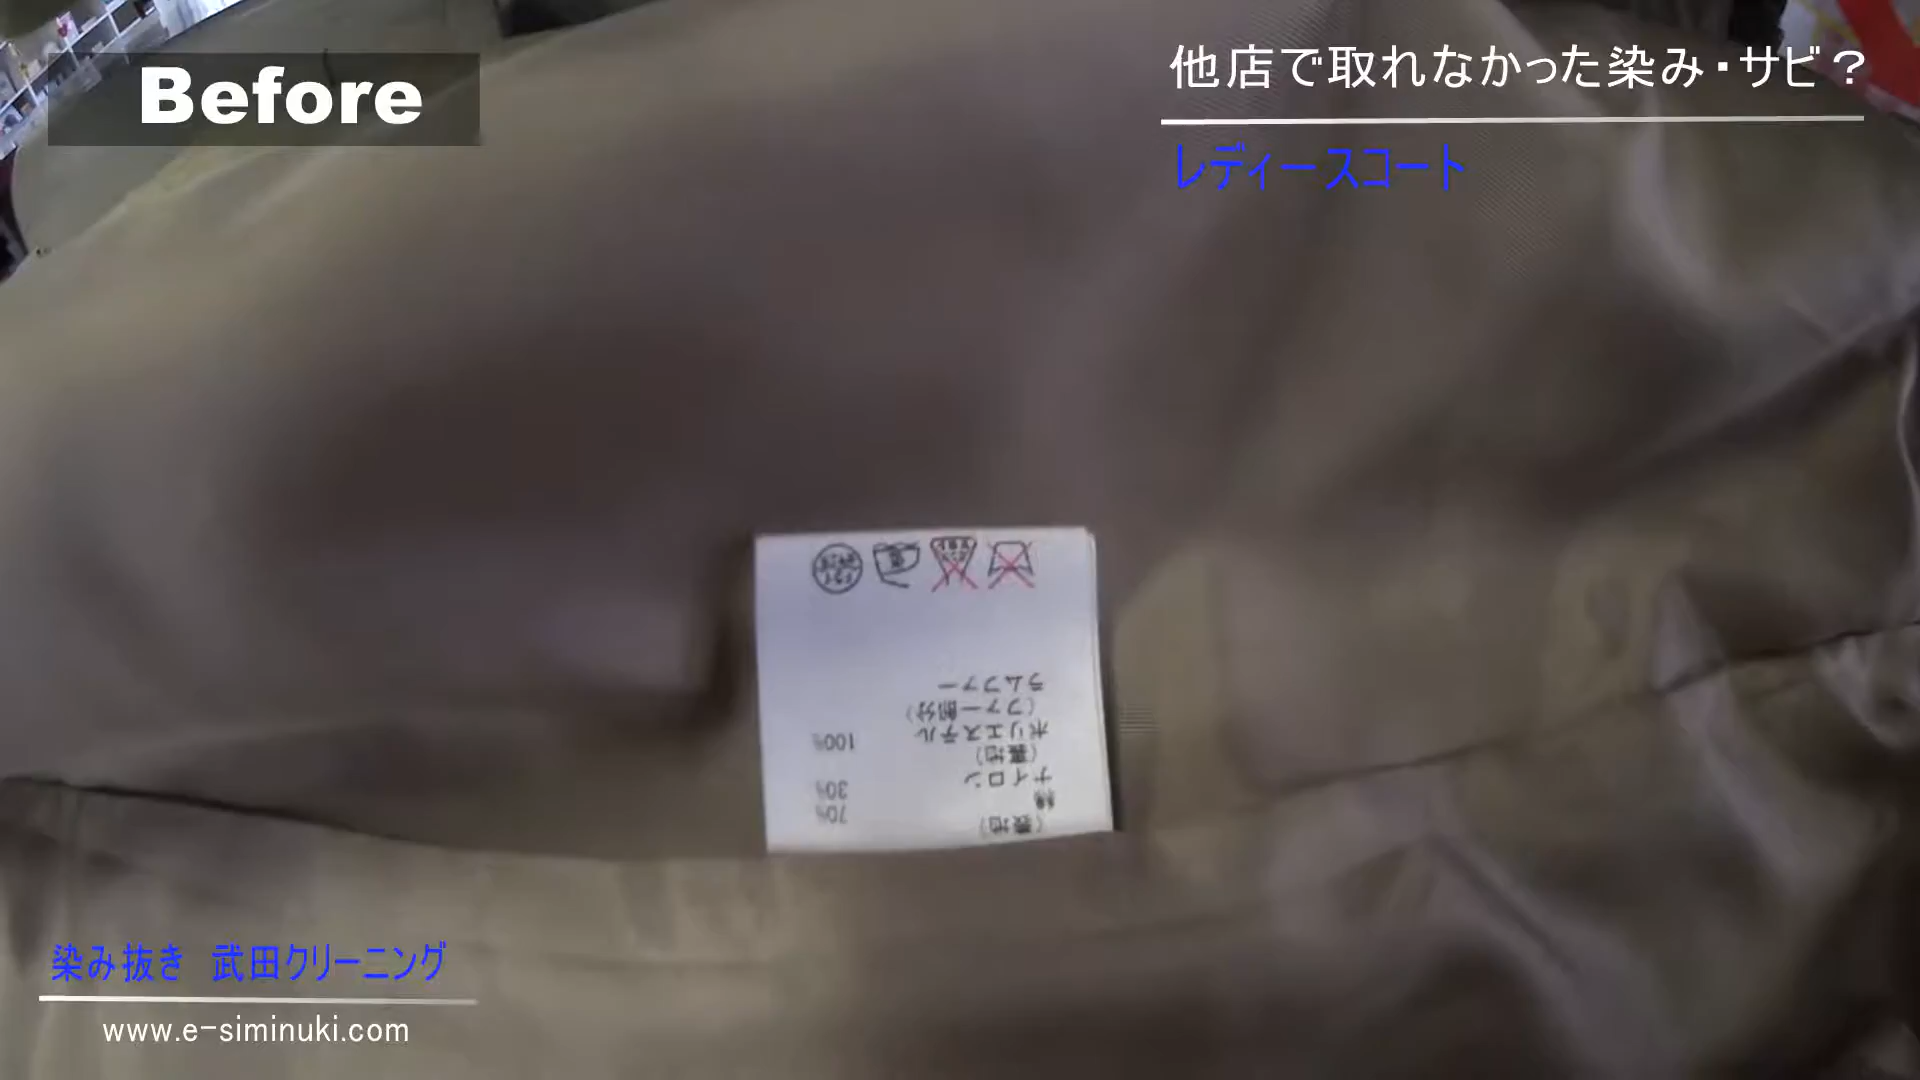 Before
他店で取れなかった染み・サビ？
レディースコート
(表地)
綿 70%
ナイロン 30%
(裏地)
ポリエステル 100%
(ファー部分)
ラムファー
染み抜き 武田クリーニング
www.e-siminuki.com